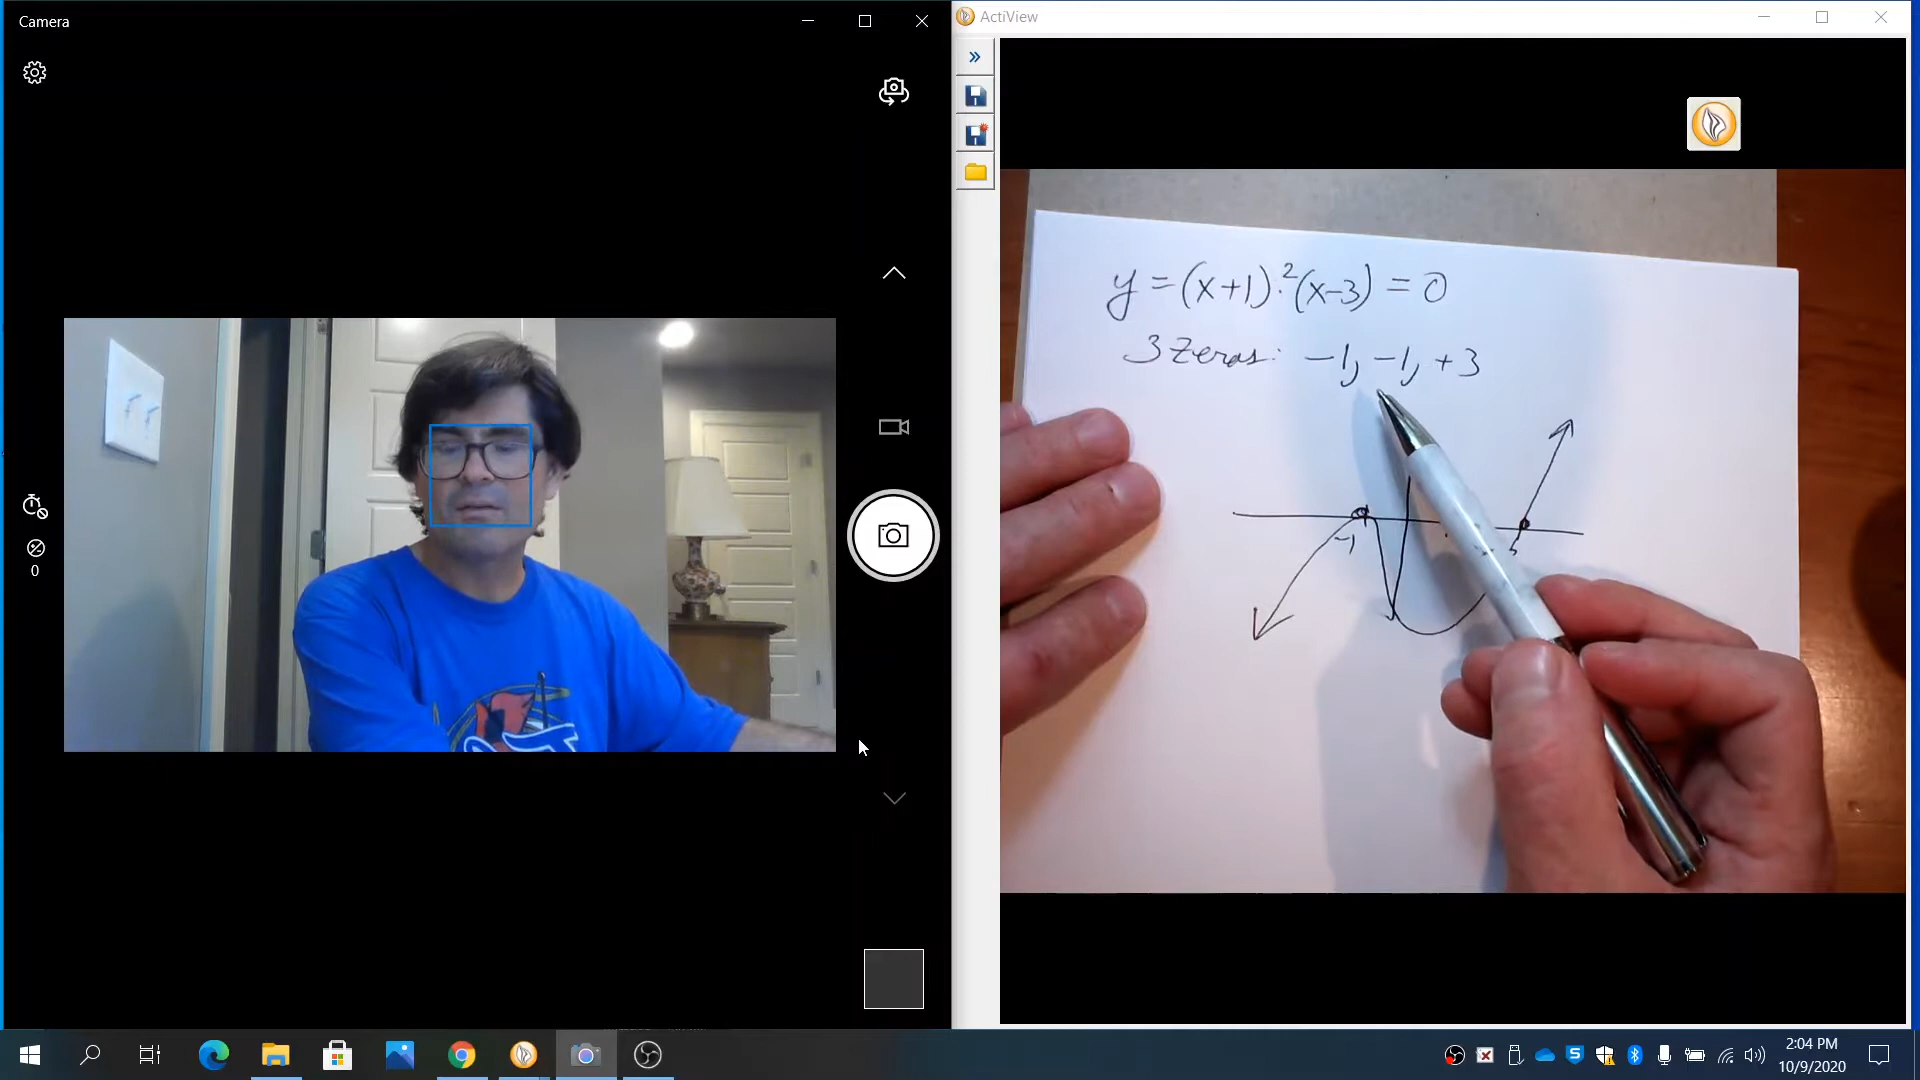 Camera
ActiView
y = (x+1)·²(x-3) = 0
3 Zeros: -1, -1, +3
-1
0
2:04 PM
10/9/2020